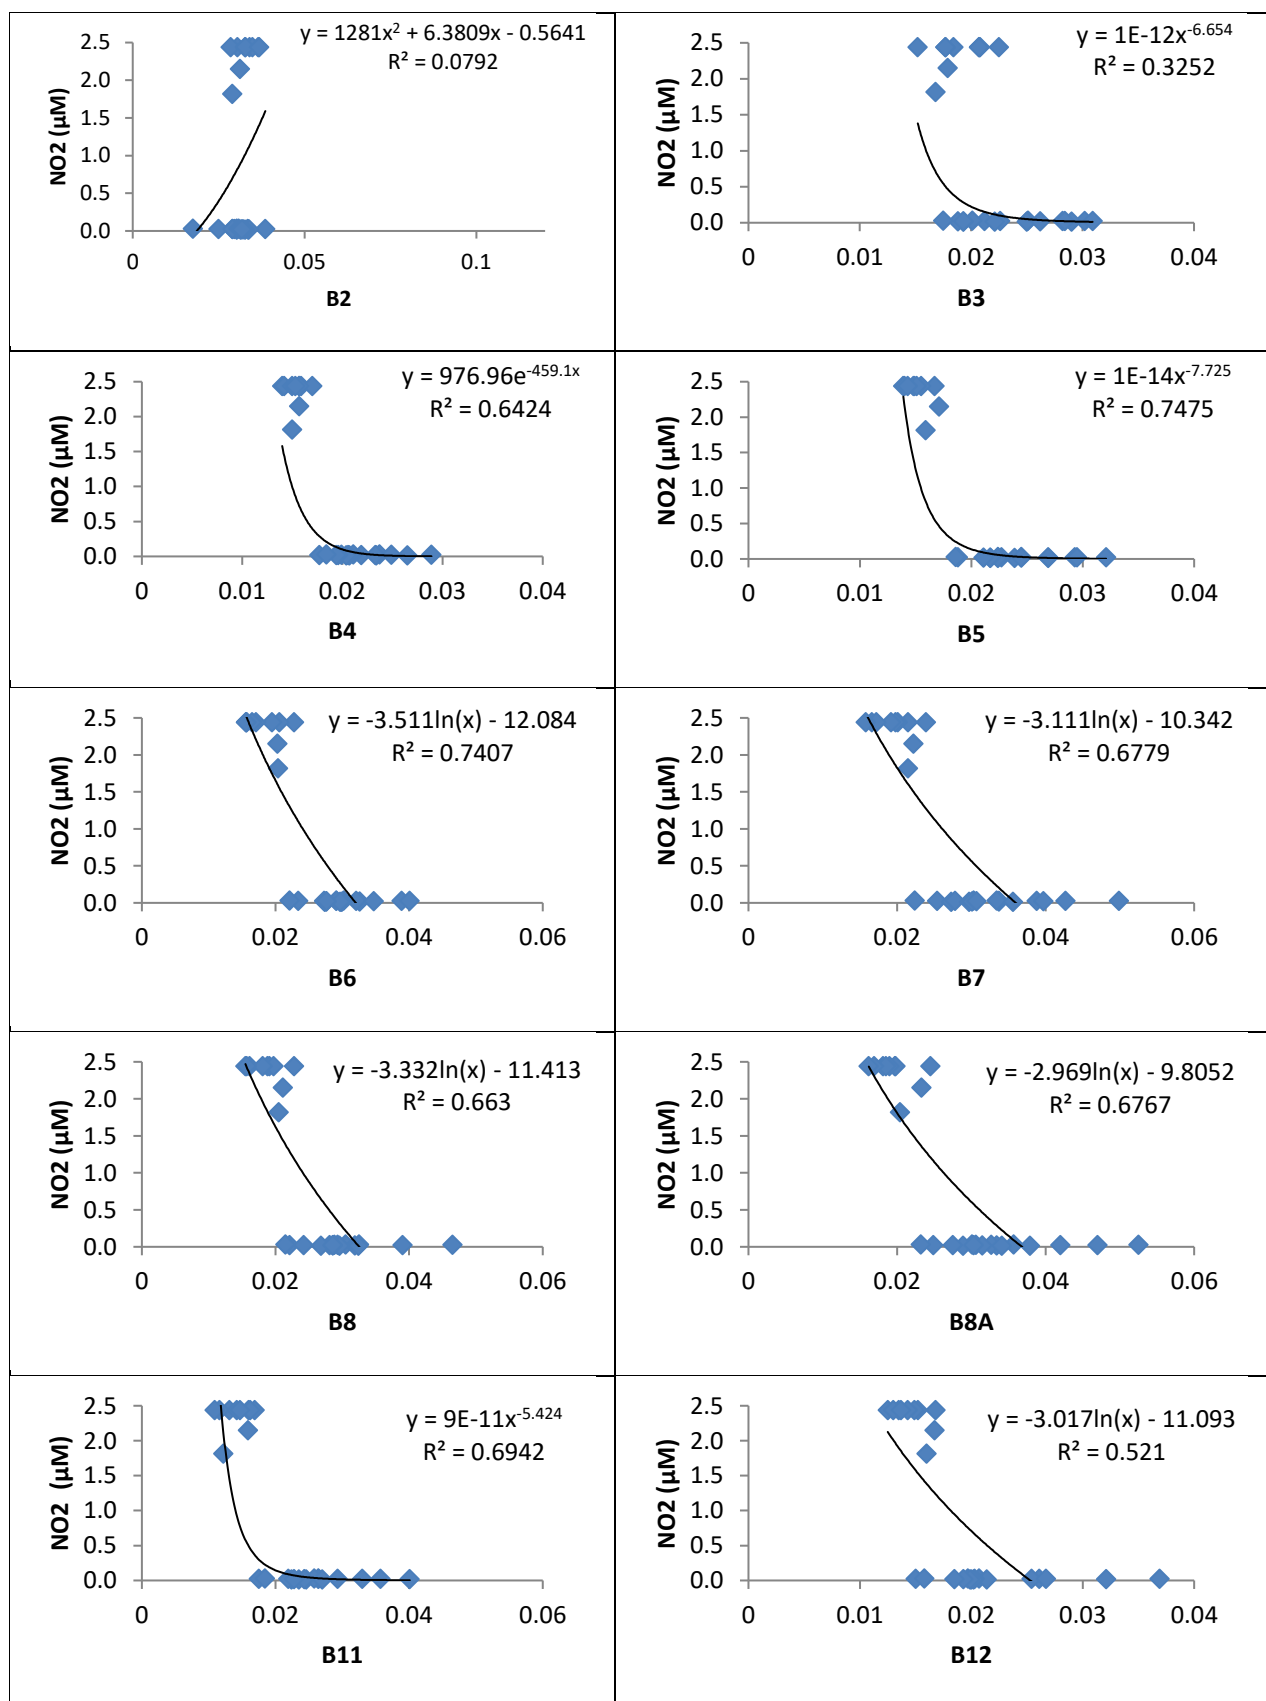 y = 1281x² + 6.3809x - 0.5641
R² = 0.0792
2.5
2.0
1.5
1.0
0.5
0.0
NO2 (µM)
0 0.05 0.1
B2
y = 1E-12x^-6.654
R² = 0.3252
2.5
2.0
1.5
1.0
0.5
0.0
NO2 (µM)
0 0.01 0.02 0.03 0.04
B3
y = 976.96e^-459.1x
R² = 0.6424
2.5
2.0
1.5
1.0
0.5
0.0
NO2 (µM)
0 0.01 0.02 0.03 0.04
B4
y = 1E-14x^-7.725
R² = 0.7475
2.5
2.0
1.5
1.0
0.5
0.0
NO2 (µM)
0 0.01 0.02 0.03 0.04
B5
y = -3.511ln(x) - 12.084
R² = 0.7407
2.5
2.0
1.5
1.0
0.5
0.0
NO2 (µM)
0 0.02 0.04 0.06
B6
y = -3.111ln(x) - 10.342
R² = 0.6779
2.5
2.0
1.5
1.0
0.5
0.0
NO2 (µM)
0 0.02 0.04 0.06
B7
y = -3.332ln(x) - 11.413
R² = 0.663
2.5
2.0
1.5
1.0
0.5
0.0
NO2 (µM)
0 0.02 0.04 0.06
B8
y = -2.969ln(x) - 9.8052
R² = 0.6767
2.5
2.0
1.5
1.0
0.5
0.0
NO2 (µM)
0 0.02 0.04 0.06
B8A
y = 9E-11x^-5.424
R² = 0.6942
2.5
2.0
1.5
1.0
0.5
0.0
NO2 (µM)
0 0.02 0.04 0.06
B11
y = -3.017ln(x) - 11.093
R² = 0.521
2.5
2.0
1.5
1.0
0.5
0.0
NO2 (µM)
0 0.01 0.02 0.03 0.04
B12